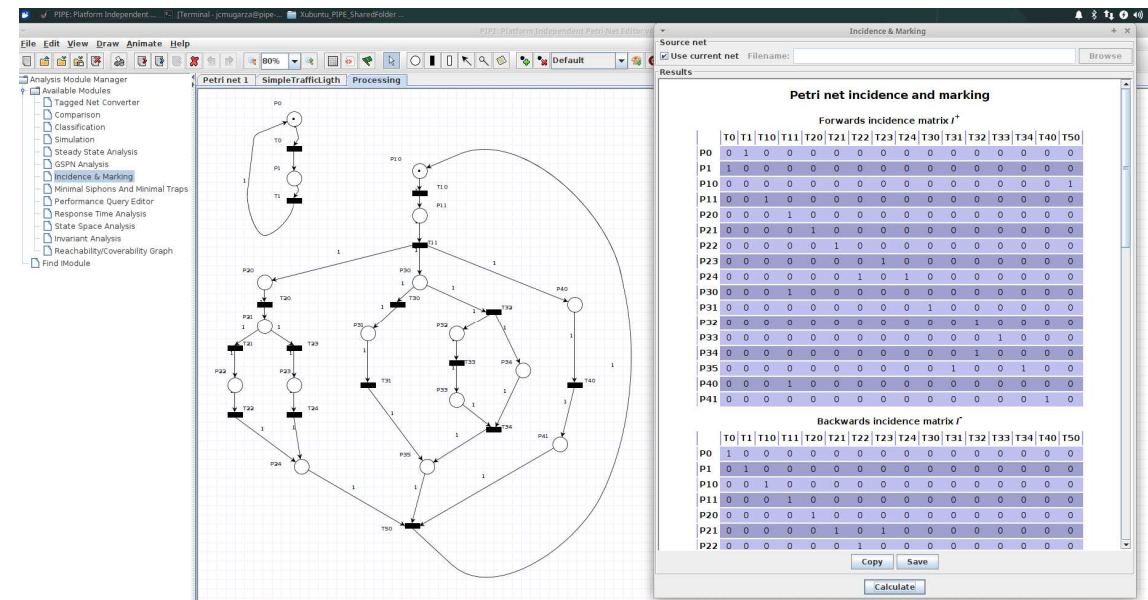 PIPE: Platform Independent ...
[Terminal - jcmugarza@pipe-...
Xubuntu_PIPE_SharedFolder ...
File Edit View Draw Animate Help
80%
Default
Analysis Module Manager
Available Modules
Tagged Net Converter
Comparison
Classification
Simulation
Steady State Analysis
GSPN Analysis
Incidence & Marking
Minimal Siphons And Minimal Traps
Performance Query Editor
Response Time Analysis
State Space Analysis
Invariant Analysis
Reachability/Coverability Graph
Find IModule
Petri net 1 SimpleTrafficLigth Processing
P0
T0
P1
1
T1
P10
T10
P11
T11
1
1
1
P20
P30
P40
T20
T30
1
1
T32
P21
1
1
P31
P32
1
T21
T23
1
1
T33
P34
1
1
P22
P23
T31
P33
T40
1
T22
T24
1
1
T34
1
1
P41
P24
P35
1
1
1
T50
Incidence & Marking
Source net
Use current net Filename: Browse
Results
Petri net incidence and marking
Forwards incidence matrix I+
T0 T1 T10 T11 T20 T21 T22 T23 T24 T30 T31 T32 T33 T34 T40 T50
P0 0 1 0 0 0 0 0 0 0 0 0 0 0 0 0 0
P1 1 0 0 0 0 0 0 0 0 0 0 0 0 0 0 0
P10 0 0 0 0 0 0 0 0 0 0 0 0 0 0 0 1
P11 0 0 1 0 0 0 0 0 0 0 0 0 0 0 0 0
P20 0 0 0 1 0 0 0 0 0 0 0 0 0 0 0 0
P21 0 0 0 0 1 0 0 0 0 0 0 0 0 0 0 0
P22 0 0 0 0 0 1 0 0 0 0 0 0 0 0 0 0
P23 0 0 0 0 0 0 0 1 0 0 0 0 0 0 0 0
P24 0 0 0 0 0 0 1 0 1 0 0 0 0 0 0 0
P30 0 0 0 1 0 0 0 0 0 0 0 0 0 0 0 0
P31 0 0 0 0 0 0 0 0 0 1 0 0 0 0 0 0
P32 0 0 0 0 0 0 0 0 0 0 0 1 0 0 0 0
P33 0 0 0 0 0 0 0 0 0 0 0 0 1 0 0 0
P34 0 0 0 0 0 0 0 0 0 0 0 1 0 0 0 0
P35 0 0 0 0 0 0 0 0 0 0 1 0 0 1 0 0
P40 0 0 0 1 0 0 0 0 0 0 0 0 0 0 0 0
P41 0 0 0 0 0 0 0 0 0 0 0 0 0 0 1 0
Backwards incidence matrix I-
T0 T1 T10 T11 T20 T21 T22 T23 T24 T30 T31 T32 T33 T34 T40 T50
P0 1 0 0 0 0 0 0 0 0 0 0 0 0 0 0 0
P1 0 1 0 0 0 0 0 0 0 0 0 0 0 0 0 0
P10 0 0 1 0 0 0 0 0 0 0 0 0 0 0 0 0
P11 0 0 0 1 0 0 0 0 0 0 0 0 0 0 0 0
P20 0 0 0 0 1 0 0 0 0 0 0 0 0 0 0 0
P21 0 0 0 0 0 1 0 1 0 0 0 0 0 0 0 0
P22 0 0 0 0 0 0 1 0 0 0 0 0 0 0 0 0
Copy Save
Calculate